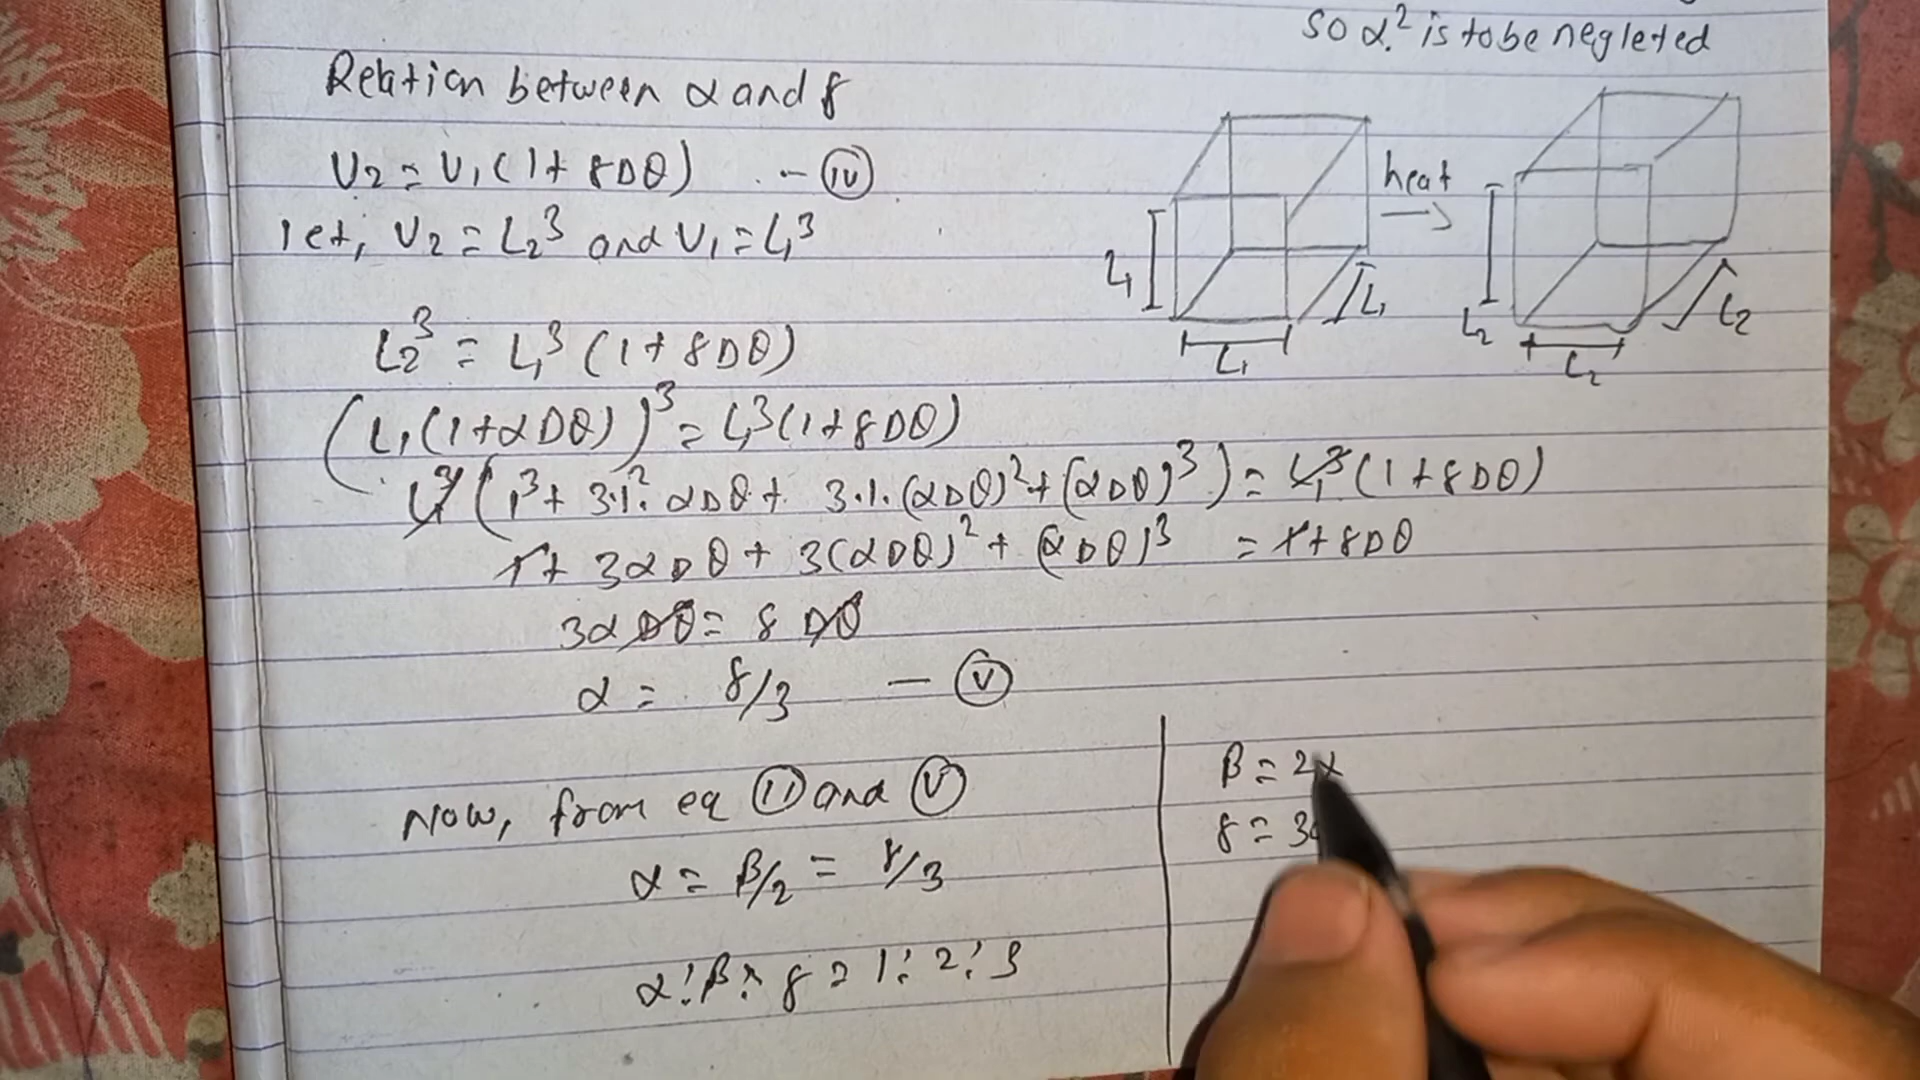 so α² is to be negleted
Relation between α and γ
V₂ = V₁ (1 + γΔθ) - (iv)
let, V₂ = L₂³ and V₁ = L₁³
heat
L₁
L₁
L₁
L₂
L₂
L₂
L₂³ = L₁³ (1 + γΔθ)
(L₁(1+αΔθ))³ = L₁³(1+γΔθ)
L₁³ (1³ + 3·1²·αΔθ + 3·1·(αΔθ)² + (αΔθ)³) = L₁³ (1+γΔθ)
1 + 3αΔθ + 3(αΔθ)² + (αΔθ)³ = 1 + γΔθ
3αΔθ = γΔθ
α = γ/3 — (v)
Now, from eq (ii) and (v)
α = β/2 = γ/3
α : β : γ = 1 : 2 : 3
β = 2α
γ = 3